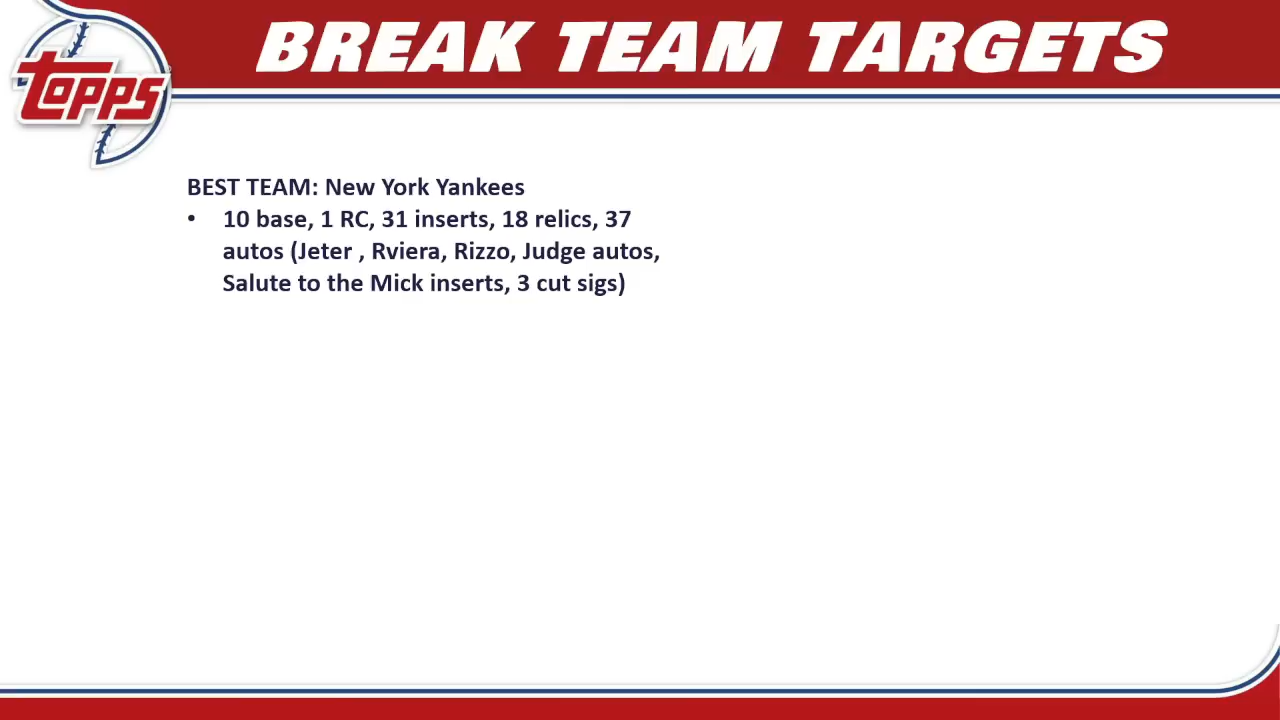 BREAK TEAM TARGETS
TOPPS
BEST TEAM: New York Yankees
• 10 base, 1 RC, 31 inserts, 18 relics, 37
autos (Jeter , Rviera, Rizzo, Judge autos,
Salute to the Mick inserts, 3 cut sigs)